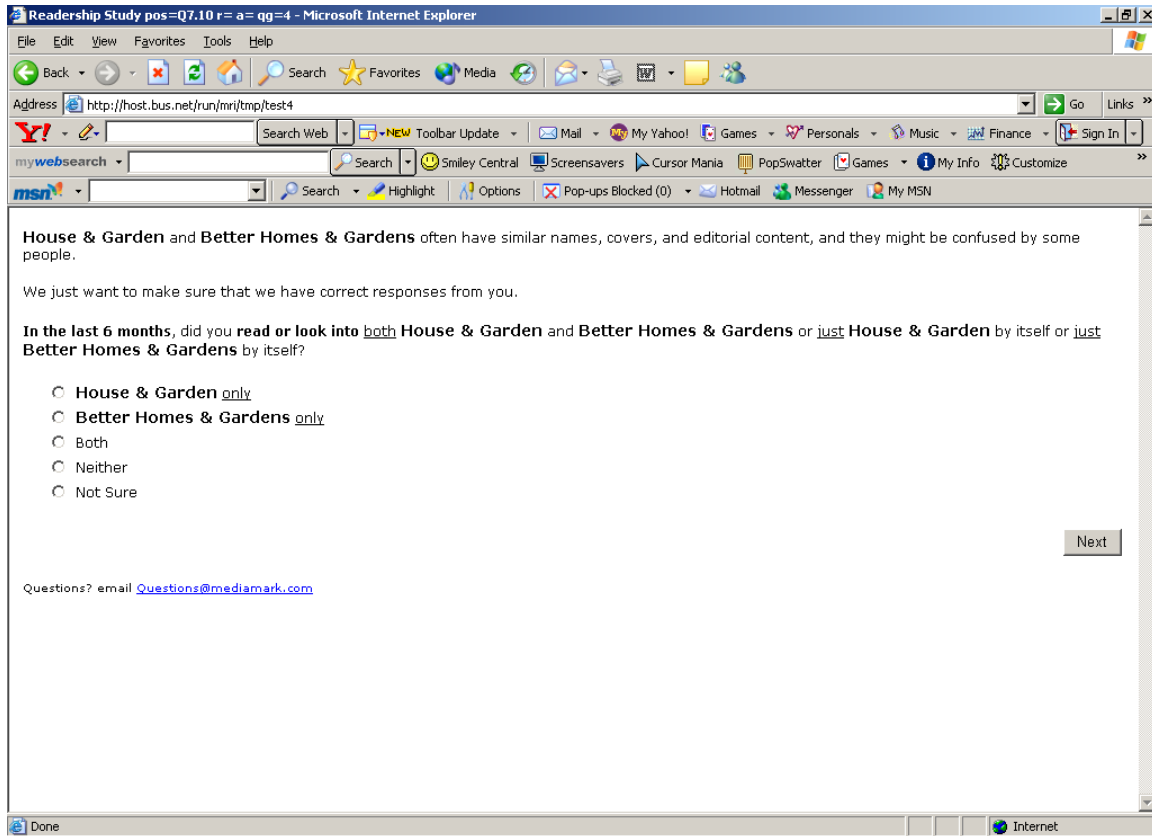 Readership Study pos=Q7.10 r= a= qg=4 - Microsoft Internet Explorer
File Edit View Favorites Tools Help
Back Search Favorites Media
Address http://host.bus.net/run/mri/tmp/test4 Go Links »
Y! Search Web NEW Toolbar Update Mail My My Yahoo! Games Personals Music Finance Sign In
mywebsearch Search Smiley Central Screensavers Cursor Mania PopSwatter Games My Info Customize »
msn Search Highlight Options Pop-ups Blocked (0) Hotmail Messenger My MSN
House & Garden and Better Homes & Gardens often have similar names, covers, and editorial content, and they might be confused by some
people.
We just want to make sure that we have correct responses from you.
In the last 6 months, did you read or look into both House & Garden and Better Homes & Gardens or just House & Garden by itself or just
Better Homes & Gardens by itself?
House & Garden only
Better Homes & Gardens only
Both
Neither
Not Sure
Next
Questions? email Questions@mediamark.com
Done Internet